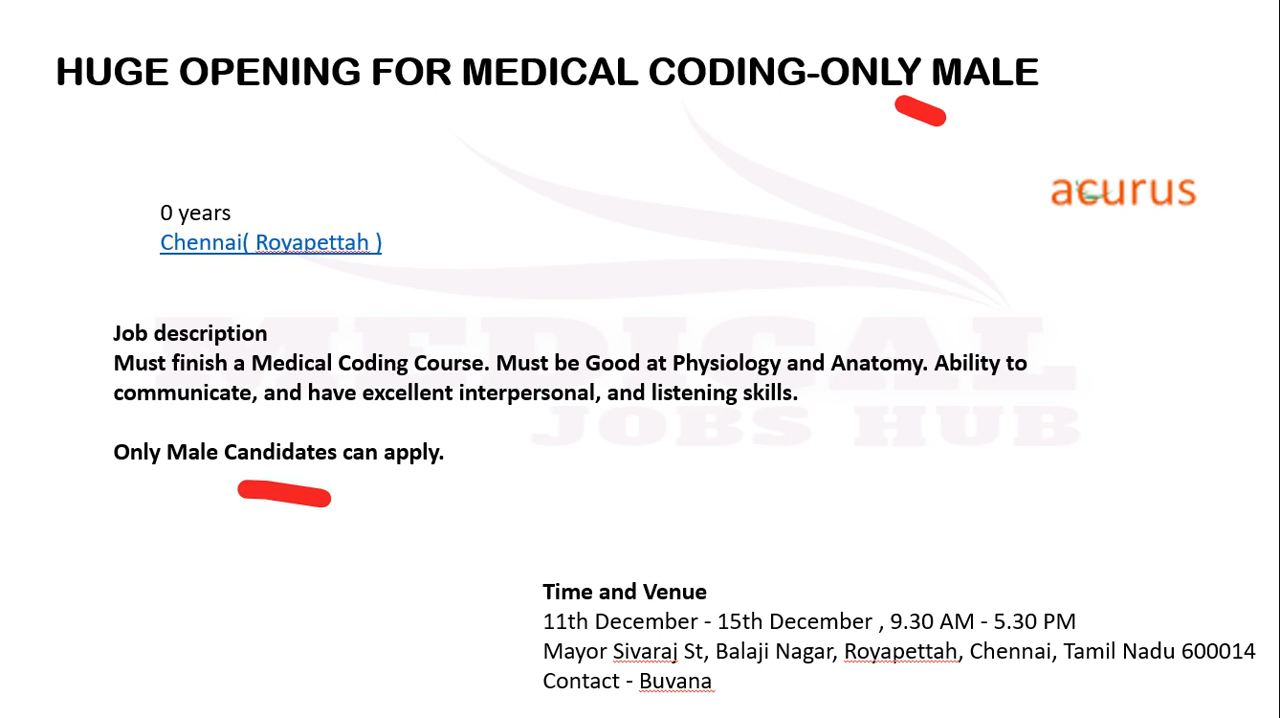 HUGE OPENING FOR MEDICAL CODING-ONLY MALE
acurus
0 years
Chennai( Royapettah )
Job description
Must finish a Medical Coding Course. Must be Good at Physiology and Anatomy. Ability to
communicate, and have excellent interpersonal, and listening skills.
MEDICAL
JOBS HUB
Only Male Candidates can apply.
Time and Venue
11th December - 15th December , 9.30 AM - 5.30 PM
Mayor Sivaraj St, Balaji Nagar, Royapettah, Chennai, Tamil Nadu 600014
Contact - Buvana